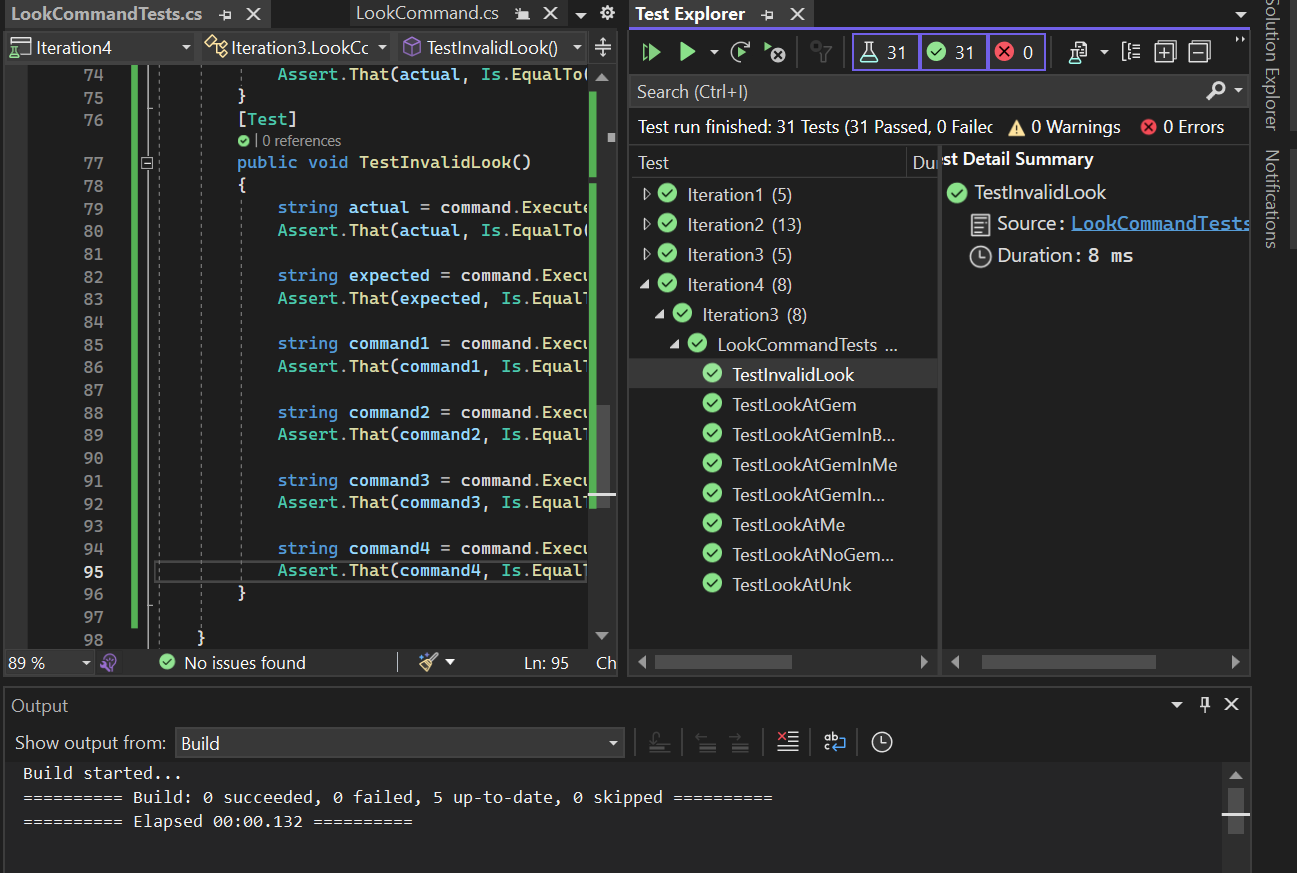 LookCommandTests.cs
LookCommand.cs
Iteration4
Iteration3.LookCc
TestInvalidLook()
74 Assert.That(actual, Is.EqualTo(
75 }
76 [Test]
| 0 references
77 public void TestInvalidLook()
78 {
79 string actual = command.Execute
80 Assert.That(actual, Is.EqualTo(
81
82 string expected = command.Execu
83 Assert.That(expected, Is.EqualT
84
85 string command1 = command.Execu
86 Assert.That(command1, Is.EqualT
87
88 string command2 = command.Execu
89 Assert.That(command2, Is.EqualT
90
91 string command3 = command.Execu
92 Assert.That(command3, Is.EqualT
93
94 string command4 = command.Execu
95 Assert.That(command4, Is.EqualT
96 }
97
98 }
89 %
No issues found
Ln: 95
Ch
Test Explorer
31
31
0
Search (Ctrl+I)
Test run finished: 31 Tests (31 Passed, 0 Failec
0 Warnings
0 Errors
Test
Du
Iteration1 (5)
Iteration2 (13)
Iteration3 (5)
Iteration4 (8)
Iteration3 (8)
LookCommandTests ...
TestInvalidLook
TestLookAtGem
TestLookAtGemInB...
TestLookAtGemInMe
TestLookAtGemIn...
TestLookAtMe
TestLookAtNoGem...
TestLookAtUnk
st Detail Summary
TestInvalidLook
Source: LookCommandTests
Duration: 8 ms
Solution Explorer
Notifications
Output
Show output from: Build
Build started...
========== Build: 0 succeeded, 0 failed, 5 up-to-date, 0 skipped ==========
========== Elapsed 00:00.132 ==========